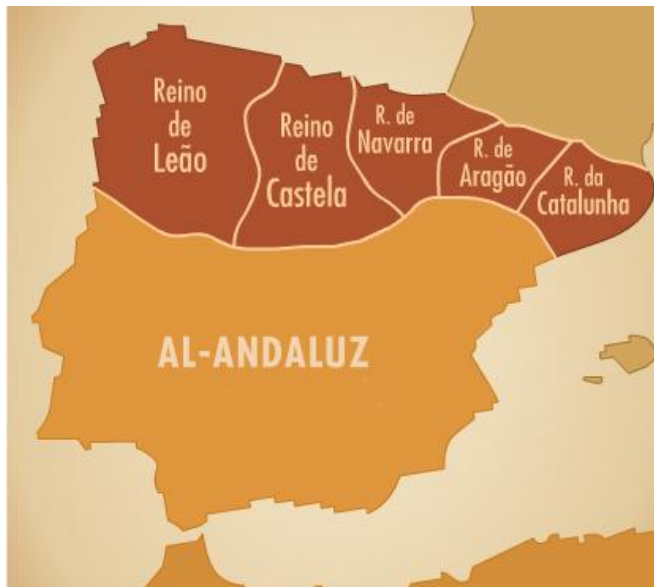 Reino
de
Leão
Reino
de
Castela
R. de
Navarra
R. de
Aragão
R. da
Catalunha
AL-ANDALUZ